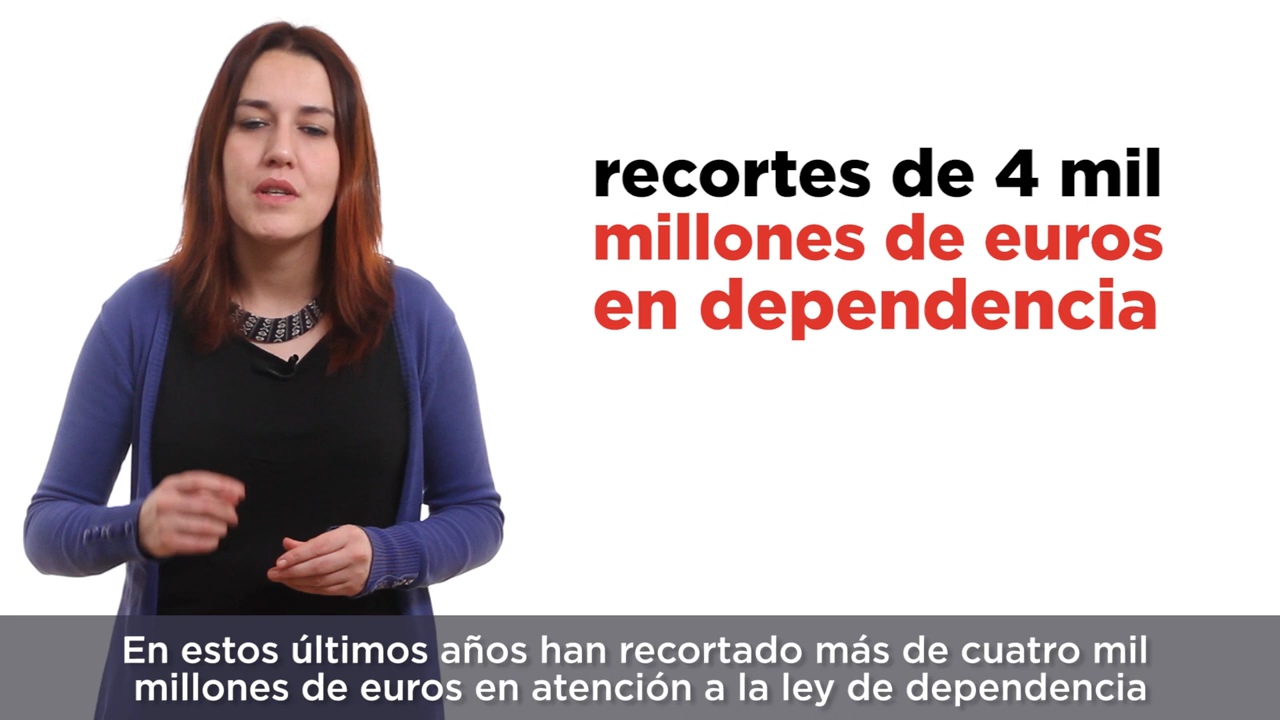 recortes de 4 mil
millones de euros
en dependencia
En estos últimos años han recortado más de cuatro mil
millones de euros en atención a la ley de dependencia